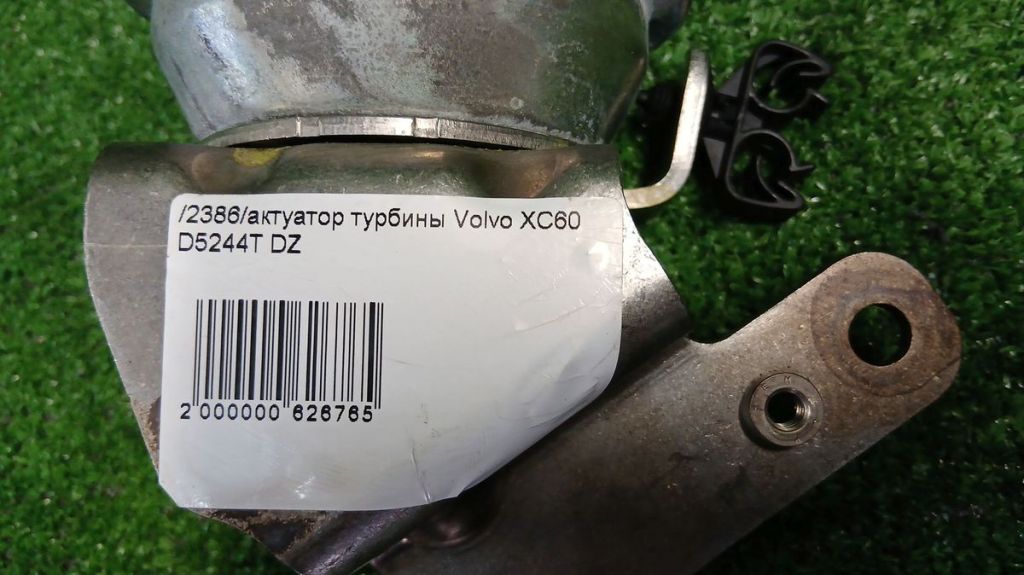 /2386/актуатор турбины Volvo XC60
D5244T DZ
2 000000 626765